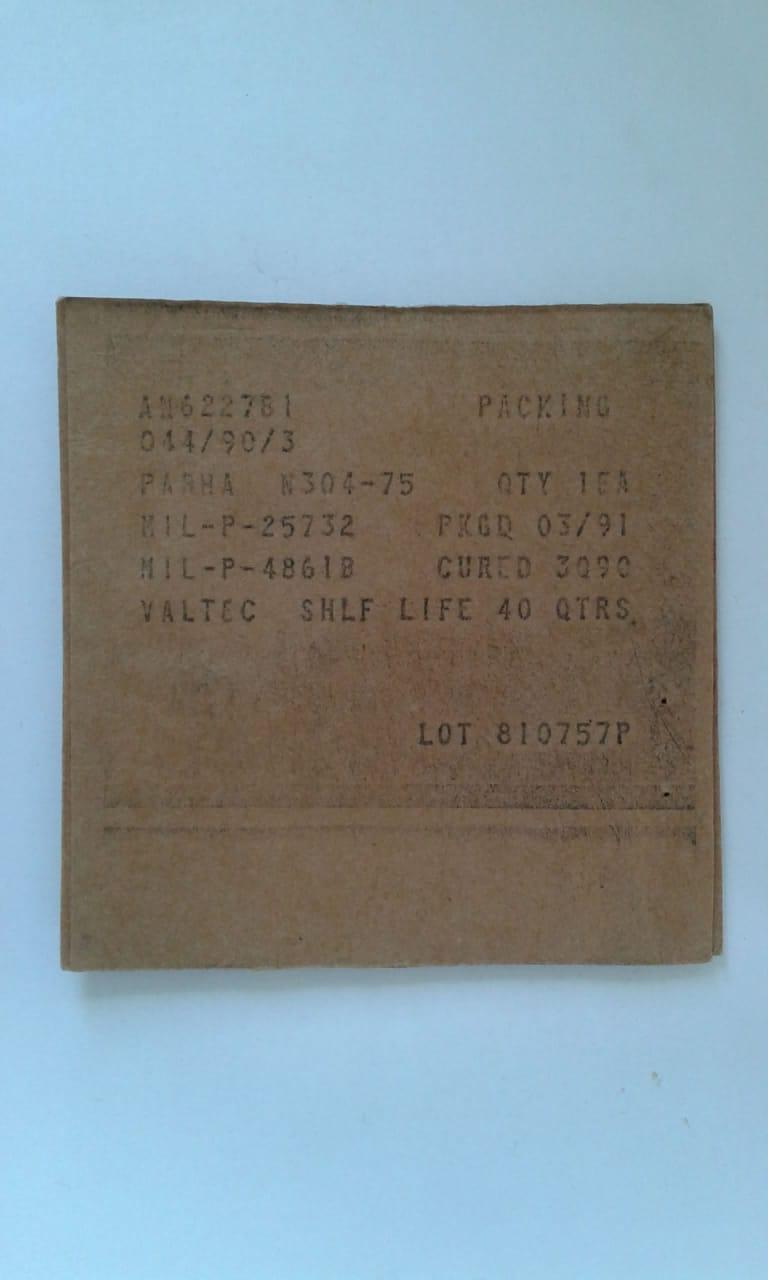 AN6227B1 PACKING
044/90/3
PARHA N304-75 QTY 1EA
MIL-P-25732 PKGD 03/91
MIL-P-4861B CURED 3Q90
VALTEC SHLF LIFE 40 QTRS
LOT 810757P